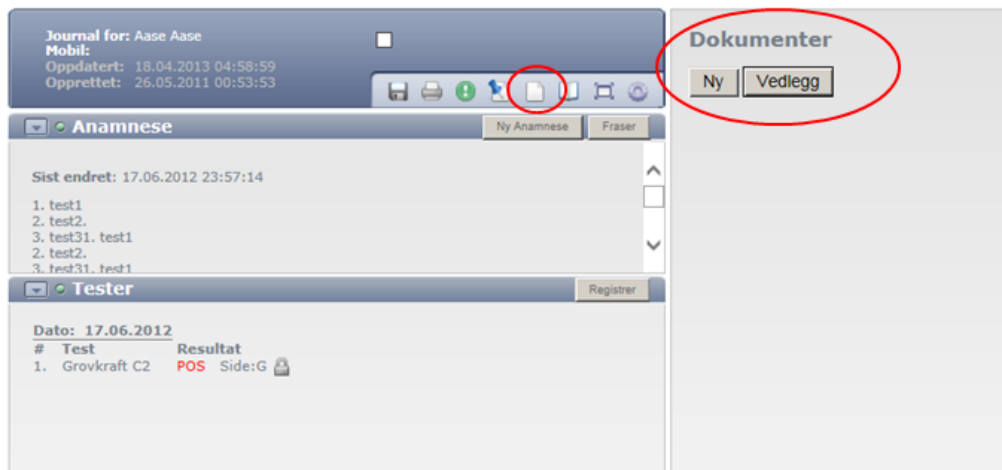 Journal for: Aase Aase
Mobil:
Oppdatert: 18.04.2013 04:58:59
Opprettet: 26.05.2011 00:53:53
Anamnese
Ny Anamnese
Fraser
Sist endret: 17.06.2012 23:57:14
1. test1
2. test2.
3. test31. test1
2. test2.
3. test31. test1
Tester
Registrer
Dato: 17.06.2012
# Test Resultat
1. Grovkraft C2 POS Side:G
Dokumenter
Ny Vedlegg